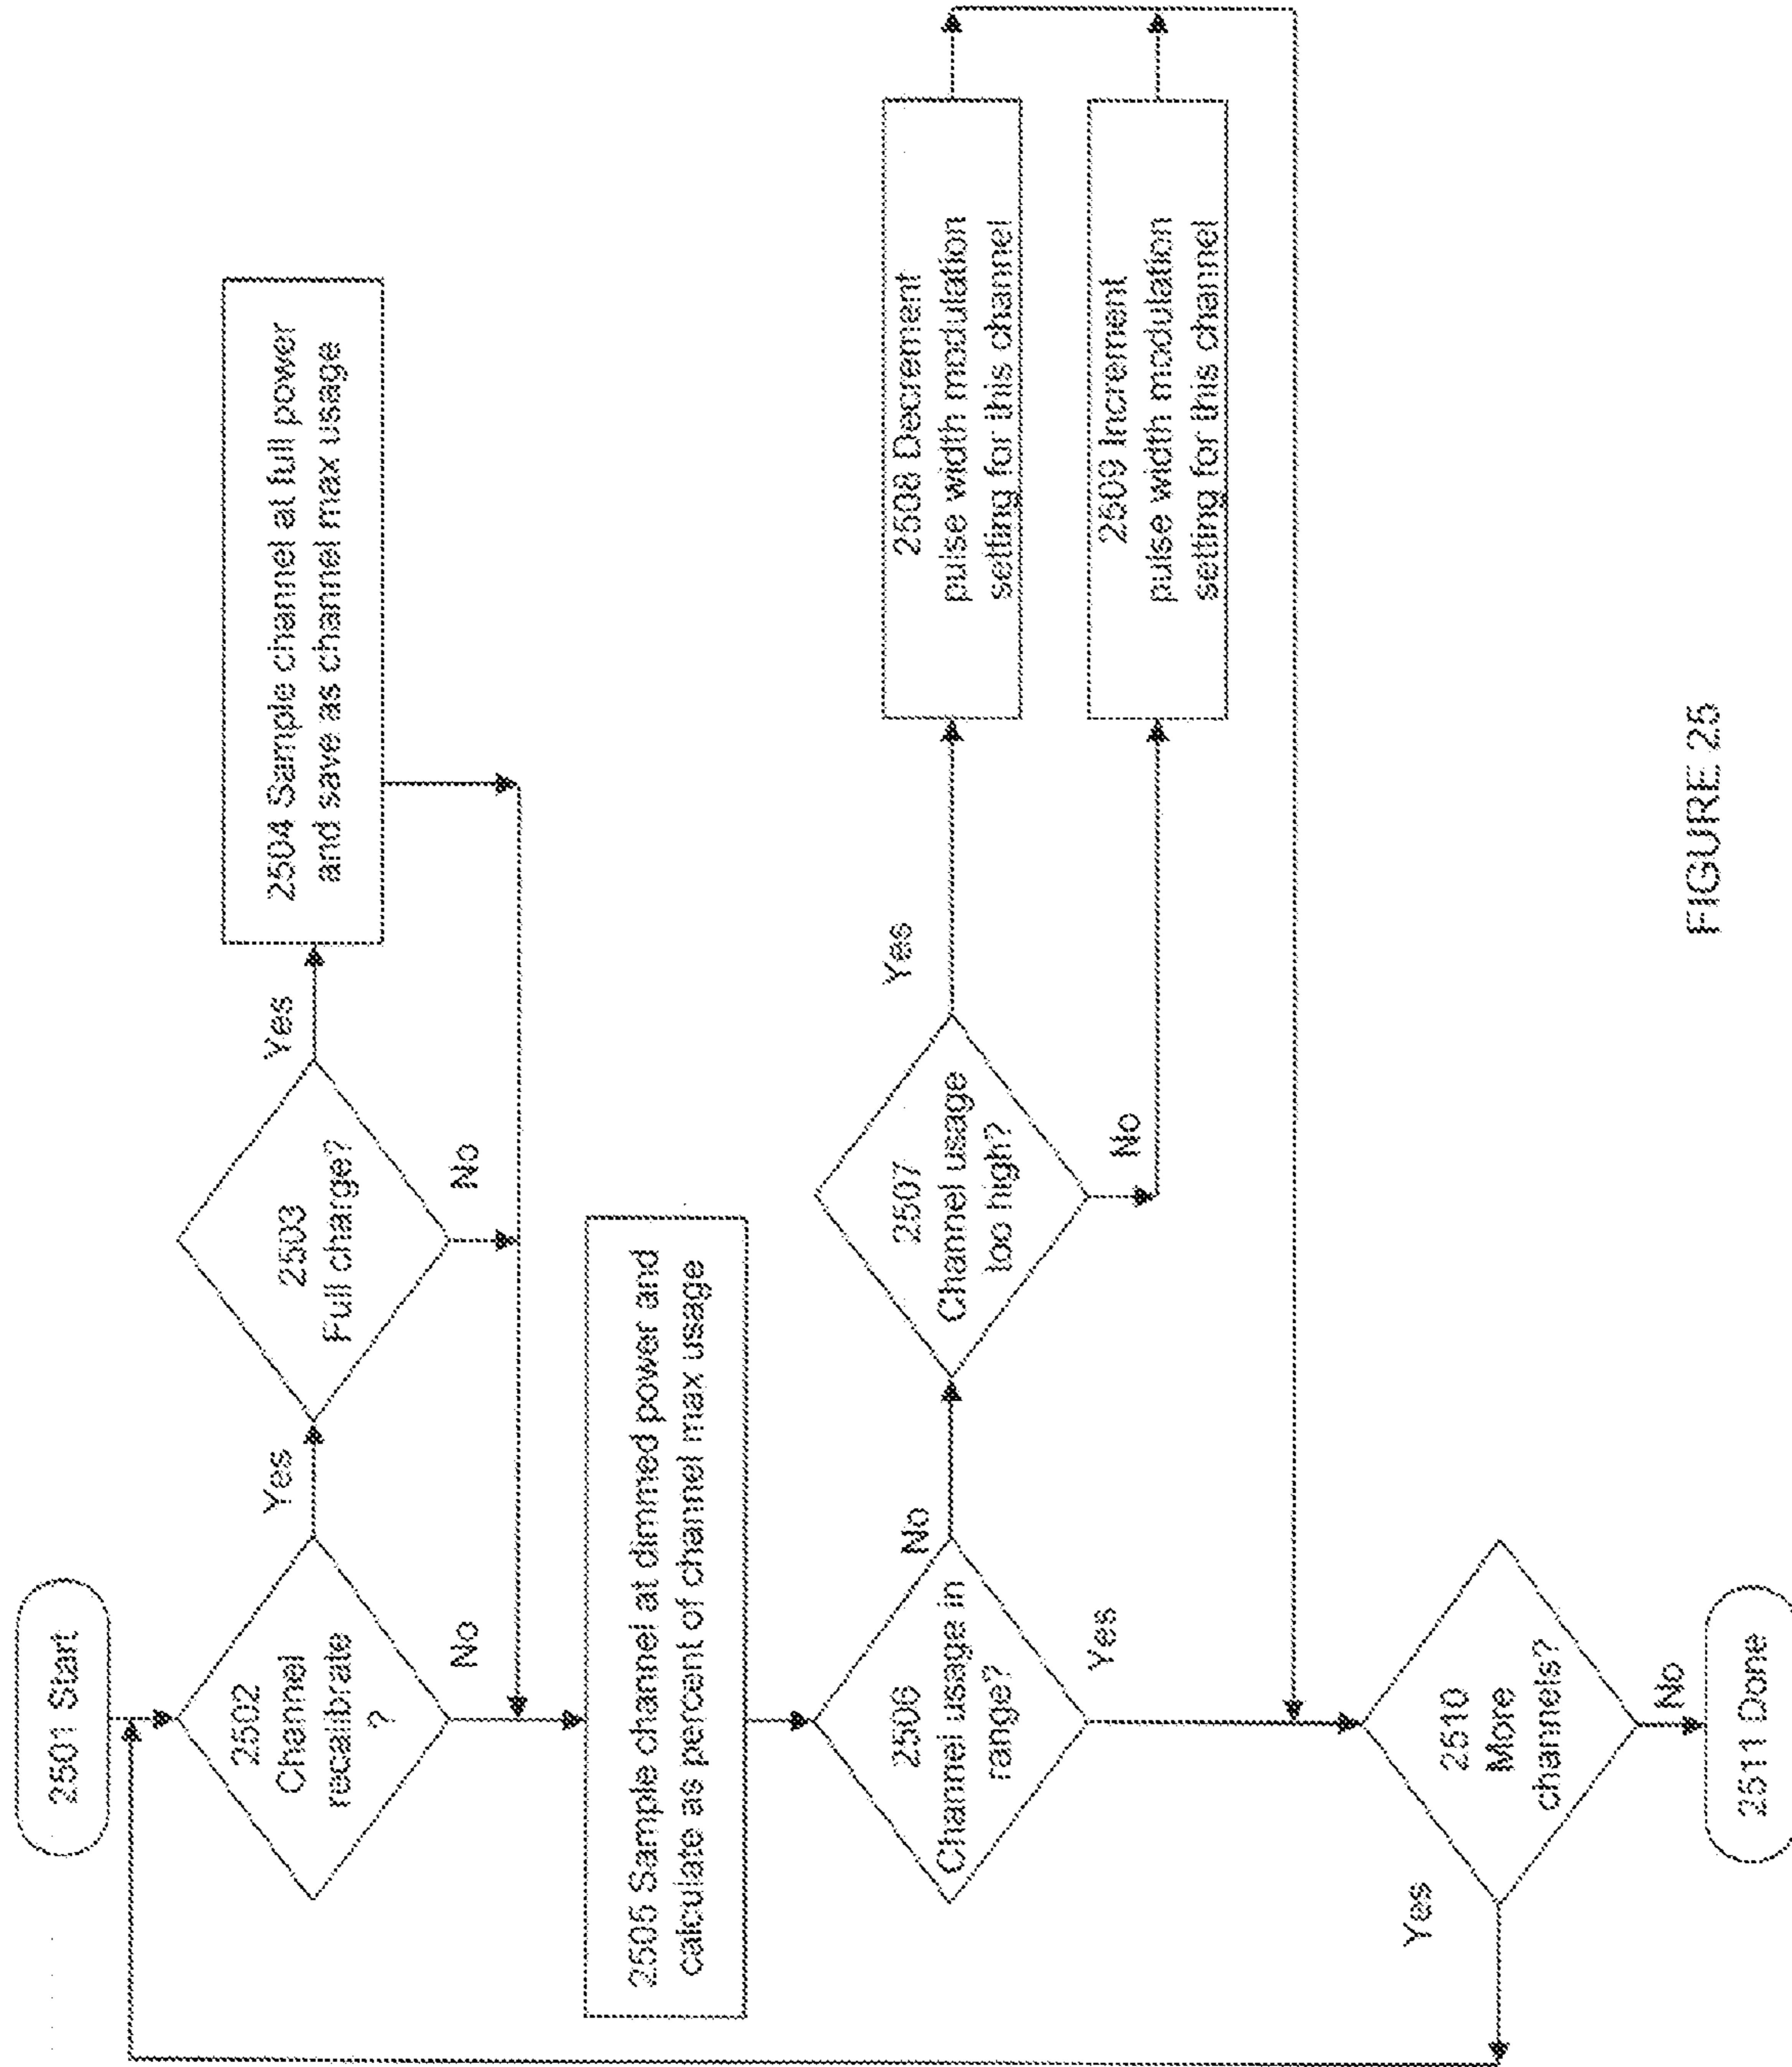 2501 Start
2502
Channel
recalibrate
?
Yes
No
2503
Full charge?
Yes
No
2504 Sample channel at full power
and save as channel max usage
2505 Sample channel at dimmed power and
calculate as percent of channel max usage
2506
Channel usage in
range?
No
Yes
2507
Channel usage
too high?
Yes
No
2508 Decrement
pulse width modulation
setting for this channel
2509 Increment
pulse width modulation
setting for this channel
2510
More
channels?
Yes
No
2511 Done
FIGURE 25